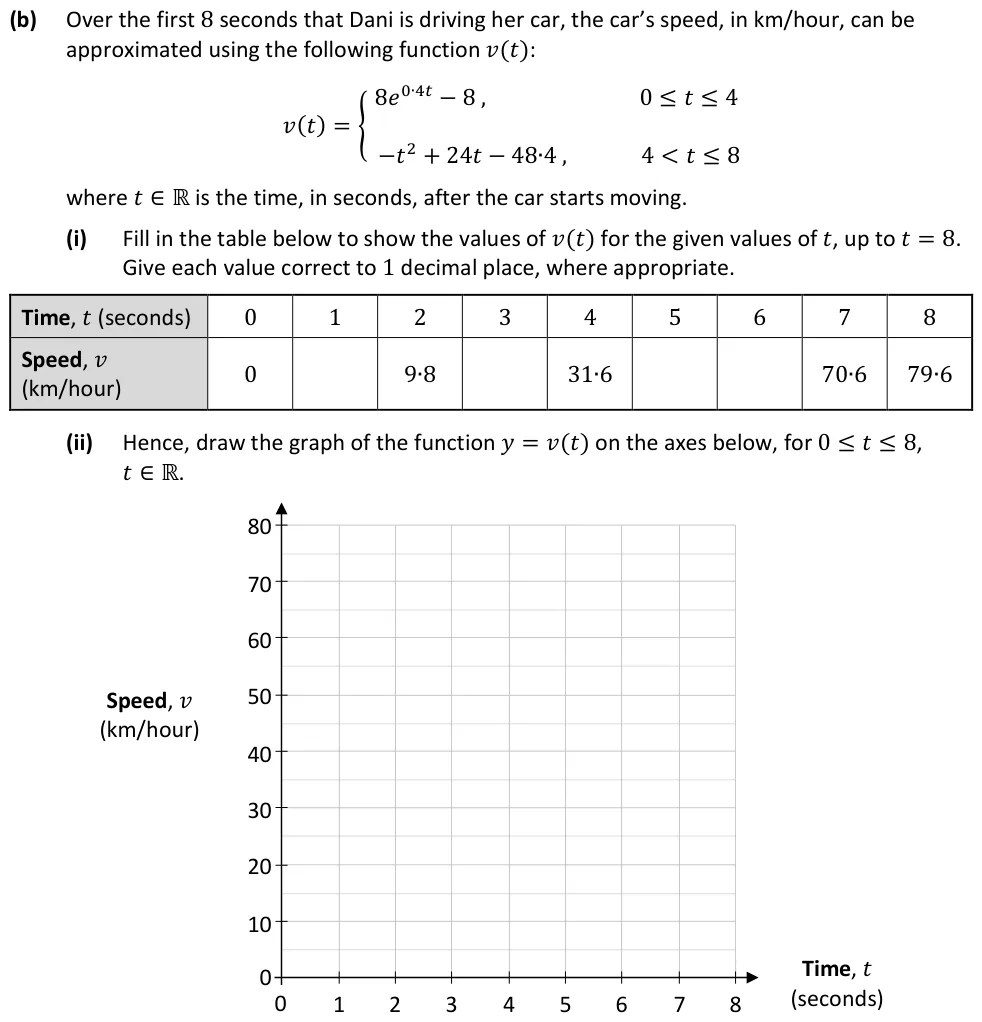 (b) Over the first 8 seconds that Dani is driving her car, the car's speed, in km/hour, can be
approximated using the following function v(t):
8e^{0·4t} − 8 ,    0 ≤ t ≤ 4
v(t) = {
−t² + 24t − 48·4 ,    4 < t ≤ 8
where t ∈ ℝ is the time, in seconds, after the car starts moving.
(i) Fill in the table below to show the values of v(t) for the given values of t, up to t = 8.
Give each value correct to 1 decimal place, where appropriate.
Time, t (seconds) 0 1 2 3 4 5 6 7 8
Speed, v
(km/hour) 0 9·8 31·6 70·6 79·6
(ii) Hence, draw the graph of the function y = v(t) on the axes below, for 0 ≤ t ≤ 8,
t ∈ ℝ.
80
70
60
50
Speed, v
(km/hour)
40
30
20
10
0
Time, t
(seconds)
0 1 2 3 4 5 6 7 8